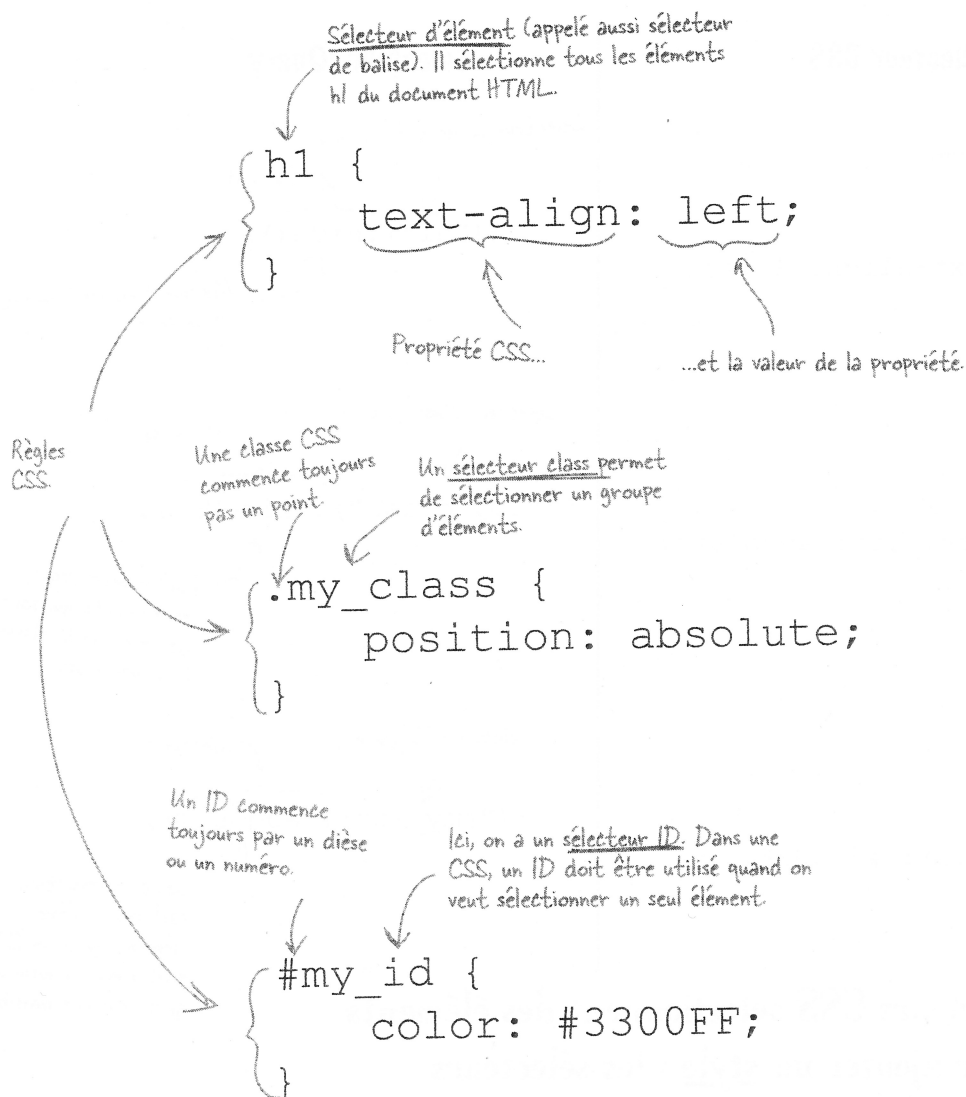 Sélecteur d'élément (appelé aussi sélecteur
de balise). Il sélectionne tous les éléments
h1 du document HTML.
h1 {
text-align: left;
}
Propriété CSS...
...et la valeur de la propriété.
Règles
CSS.
Une classe CSS
commence toujours
pas un point.
Un sélecteur class permet
de sélectionner un groupe
d'éléments.
.my_class {
position: absolute;
}
Un ID commence
toujours par un dièse
ou un numéro.
Ici, on a un sélecteur ID. Dans une
CSS, un ID doit être utilisé quand on
veut sélectionner un seul élément.
#my_id {
color: #3300FF;
}